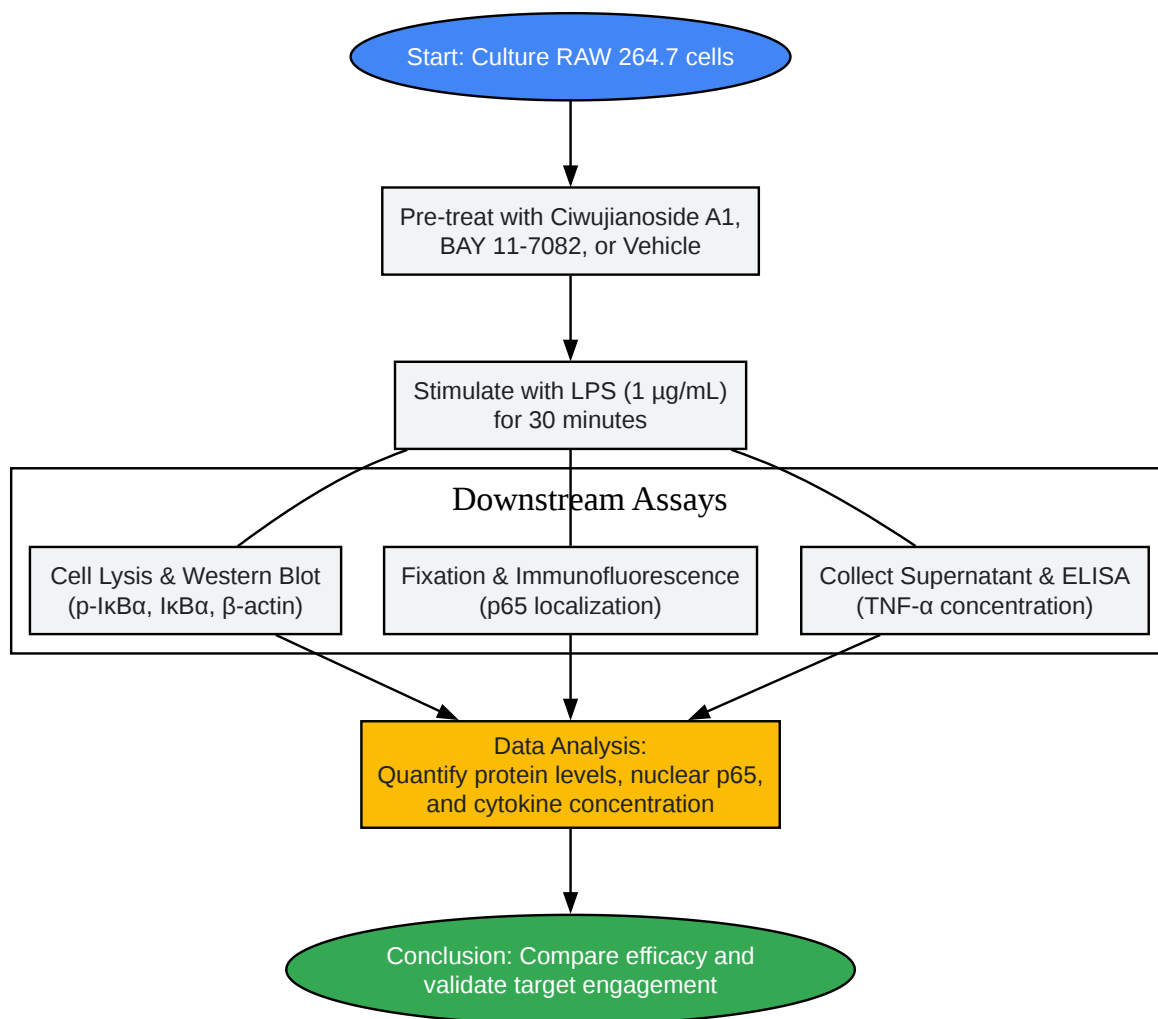 Start: Culture RAW 264.7 cells
Pre-treat with Ciwujianoside A1,
BAY 11-7082, or Vehicle
Stimulate with LPS (1 µg/mL)
for 30 minutes
Downstream Assays
Cell Lysis & Western Blot
(p-IκBα, IκBα, β-actin)
Fixation & Immunofluorescence
(p65 localization)
Collect Supernatant & ELISA
(TNF-α concentration)
Data Analysis:
Quantify protein levels, nuclear p65,
and cytokine concentration
Conclusion: Compare efficacy and
validate target engagement